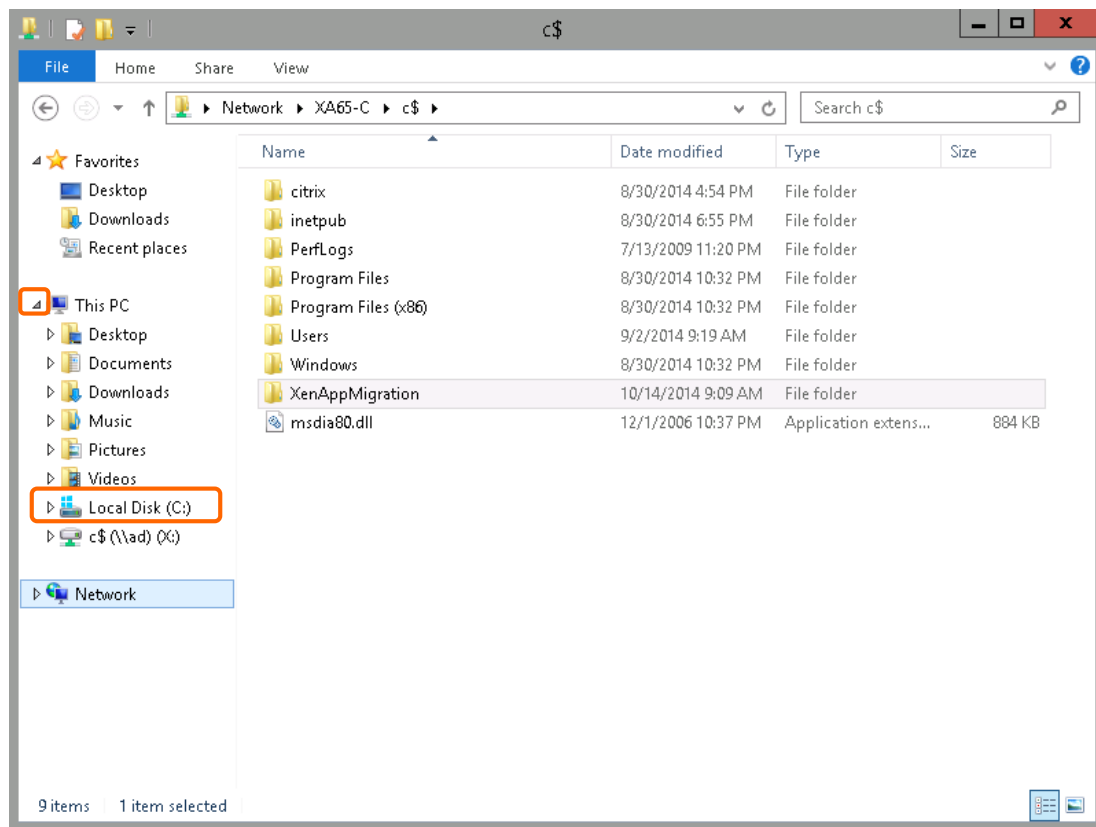 c$
File Home Share View
Network XA65-C c$ Search c$
Favorites
Desktop
Downloads
Recent places
This PC
Desktop
Documents
Downloads
Music
Pictures
Videos
Local Disk (C:)
c$ (\\ad) (X:)
Network
Name Date modified Type Size
citrix 8/30/2014 4:54 PM File folder
inetpub 8/30/2014 6:55 PM File folder
PerfLogs 7/13/2009 11:20 PM File folder
Program Files 8/30/2014 10:32 PM File folder
Program Files (x86) 8/30/2014 10:32 PM File folder
Users 9/2/2014 9:19 AM File folder
Windows 8/30/2014 10:32 PM File folder
XenAppMigration 10/14/2014 9:09 AM File folder
msdia80.dll 12/1/2006 10:37 PM Application extens... 884 KB
9 items 1 item selected